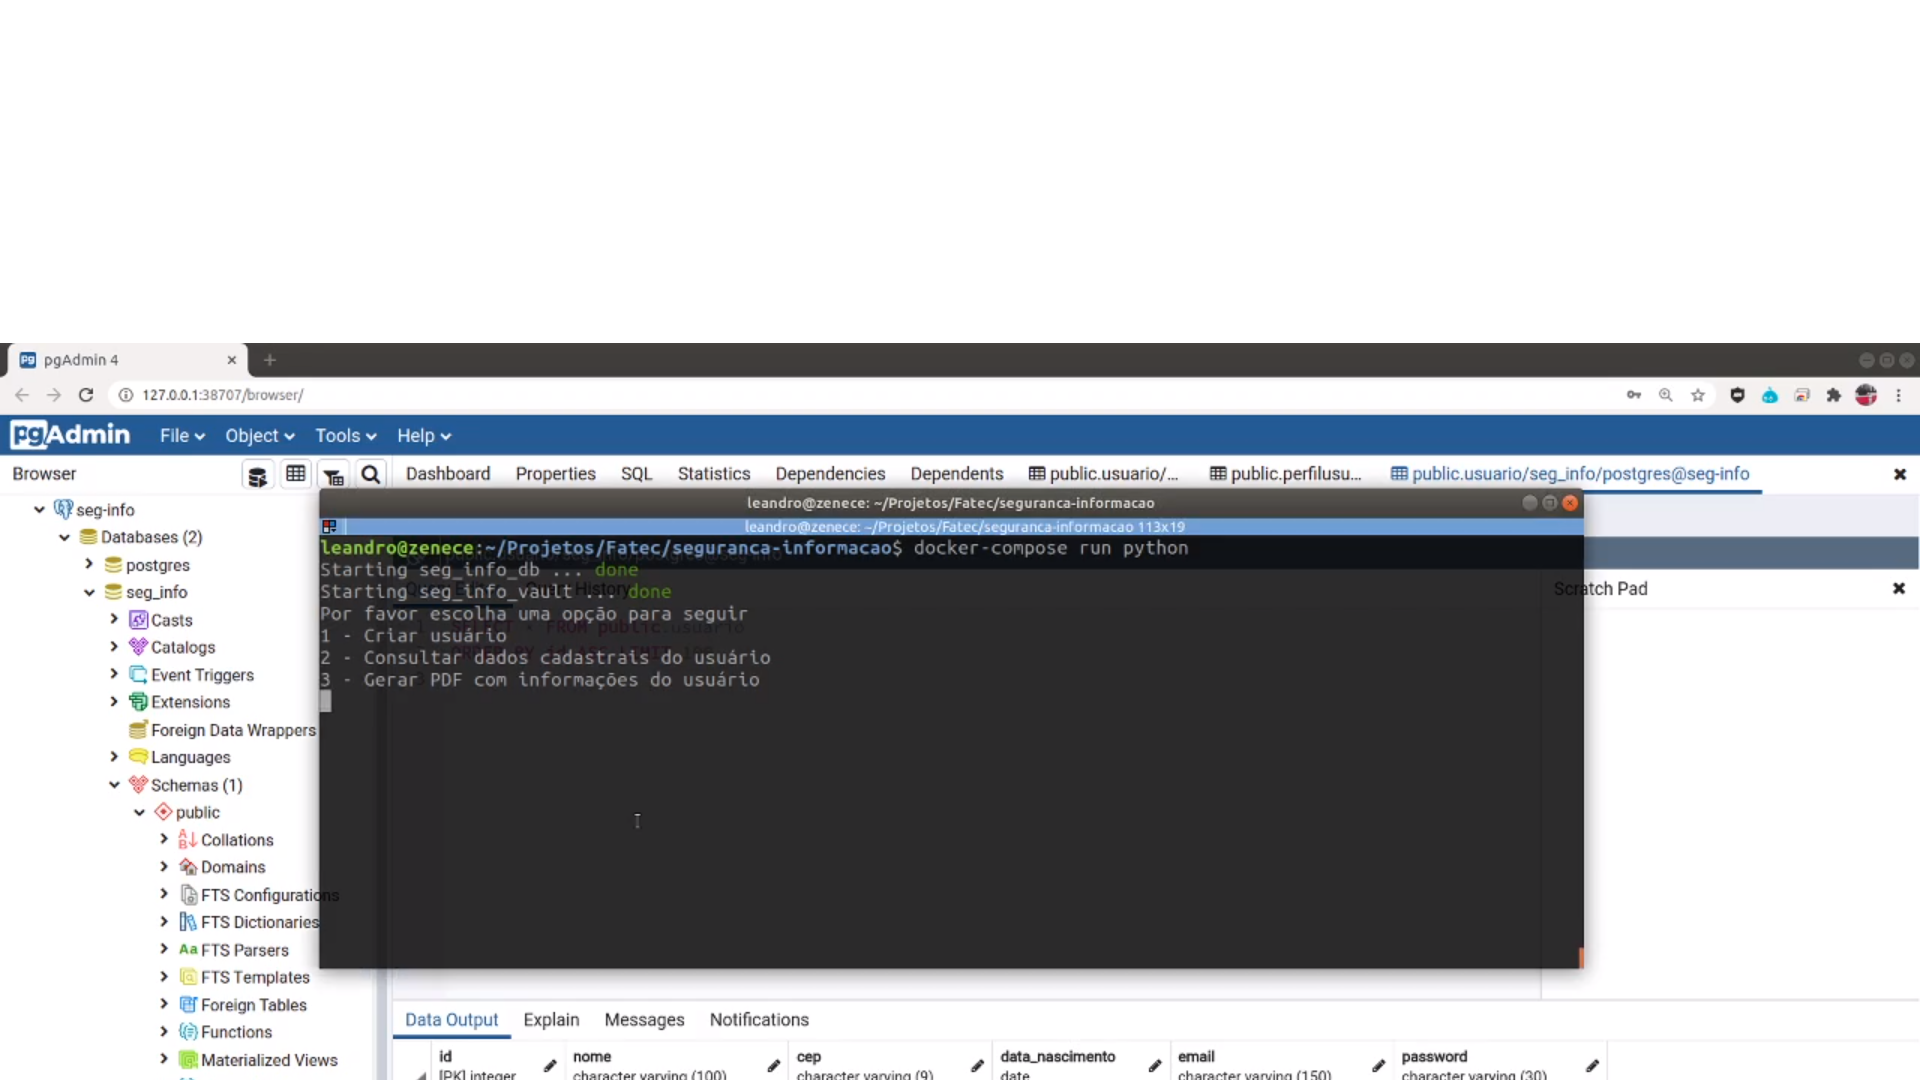 pgAdmin 4
127.0.0.1:38707/browser/
pgAdmin File Object Tools Help
Browser
Dashboard Properties SQL Statistics Dependencies Dependents public.usuario/... public.perfilusu... public.usuario/seg_info/postgres@seg-info
leandro@zenece: ~/Projetos/Fatec/seguranca-informacao
leandro@zenece: ~/Projetos/Fatec/seguranca-informacao 113x19
leandro@zenece:~/Projetos/Fatec/seguranca-informacao$ docker-compose run python
Starting seg_info_db ... done
Starting seg_info_vault ... done
Por favor escolha uma opção para seguir
1 - Criar usuário
2 - Consultar dados cadastrais do usuário
3 - Gerar PDF com informações do usuário
Scratch Pad
seg-info
Databases (2)
postgres
seg_info
Casts
Catalogs
Event Triggers
Extensions
Foreign Data Wrappers
Languages
Schemas (1)
public
Collations
Domains
FTS Configurations
FTS Dictionaries
Aa FTS Parsers
FTS Templates
Foreign Tables
Functions
Materialized Views
Data Output Explain Messages Notifications
id nome cep data_nascimento email password
[PK] integer character varying (100) character varying (9) date character varying (150) character varying (30)